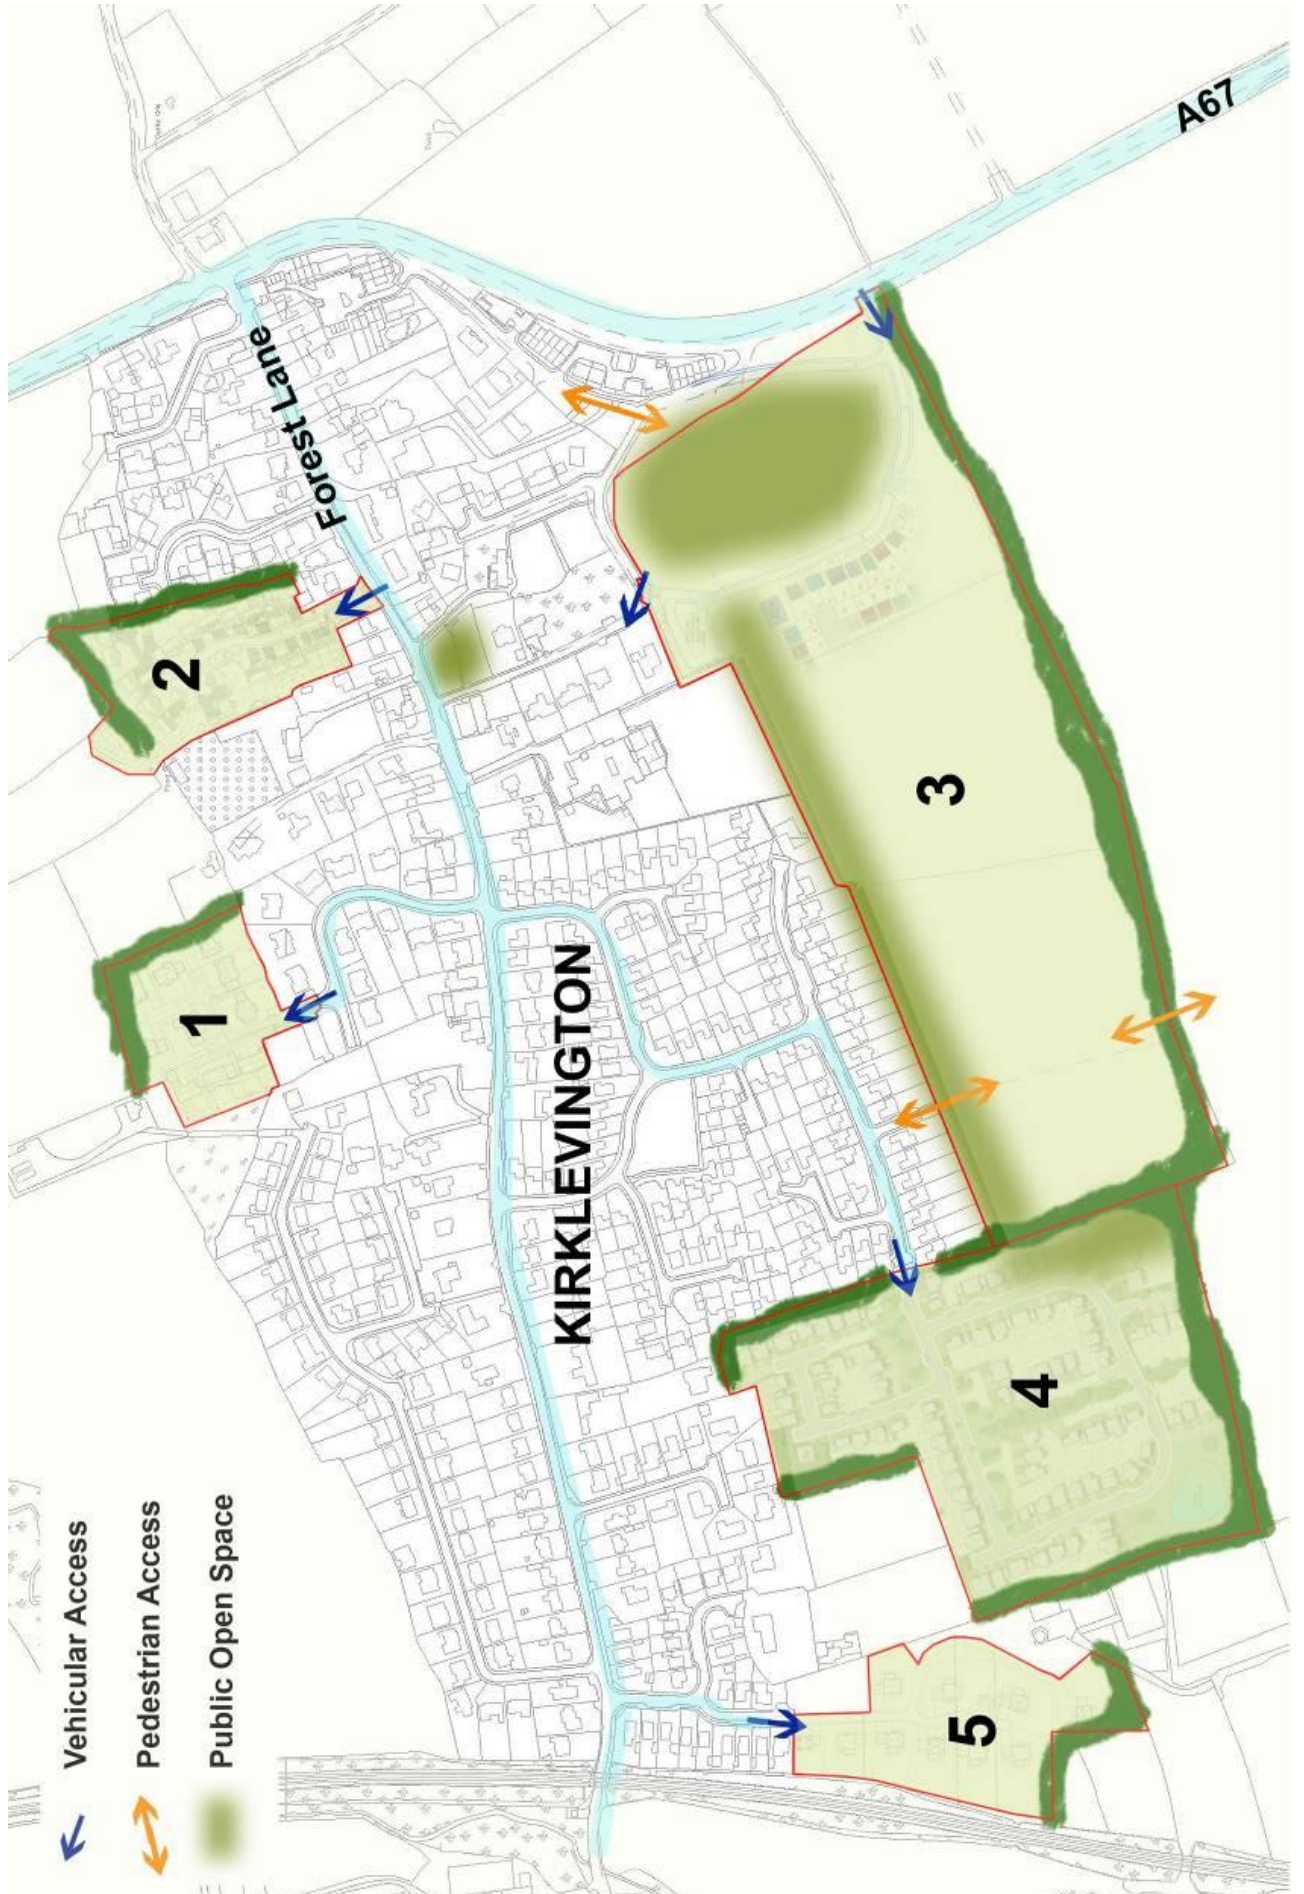 A67
Forest Lane
2
1
3
KIRKLEVINGTON
4
5
Vehicular Access
Pedestrian Access
Public Open Space